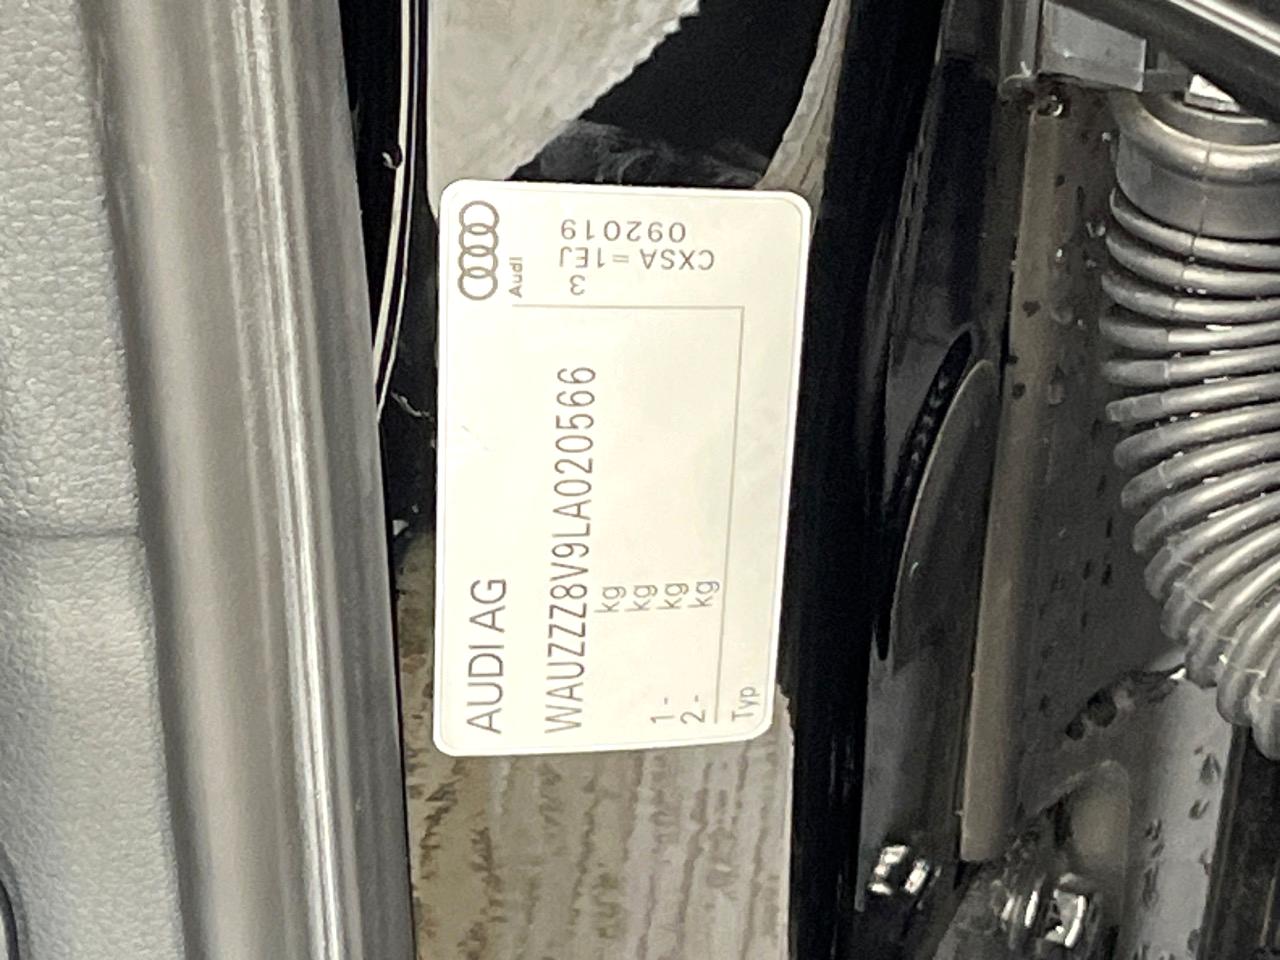 AUDI AG
Audi
WAUZZZ8V9LA020566
kg
kg
1 - kg
2 - kg
Typ
3
CXSA = 1EJ
092019